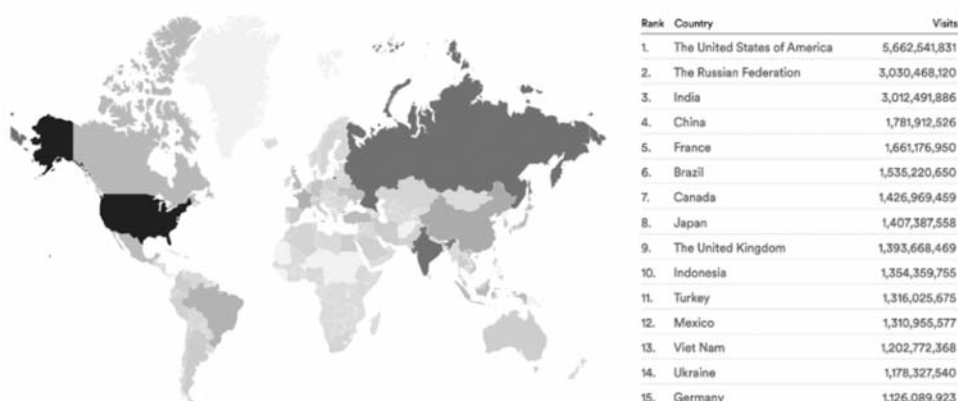 Rank Country Visits
1. The United States of America 5,662,541,831
2. The Russian Federation 3,030,468,120
3. India 3,012,491,886
4. China 1,781,912,526
5. France 1,661,176,950
6. Brazil 1,535,220,650
7. Canada 1,426,969,459
8. Japan 1,407,387,558
9. The United Kingdom 1,393,668,469
10. Indonesia 1,354,359,755
11. Turkey 1,316,025,675
12. Mexico 1,310,955,577
13. Viet Nam 1,202,772,368
14. Ukraine 1,178,327,540
15. Germany 1,126,089,923